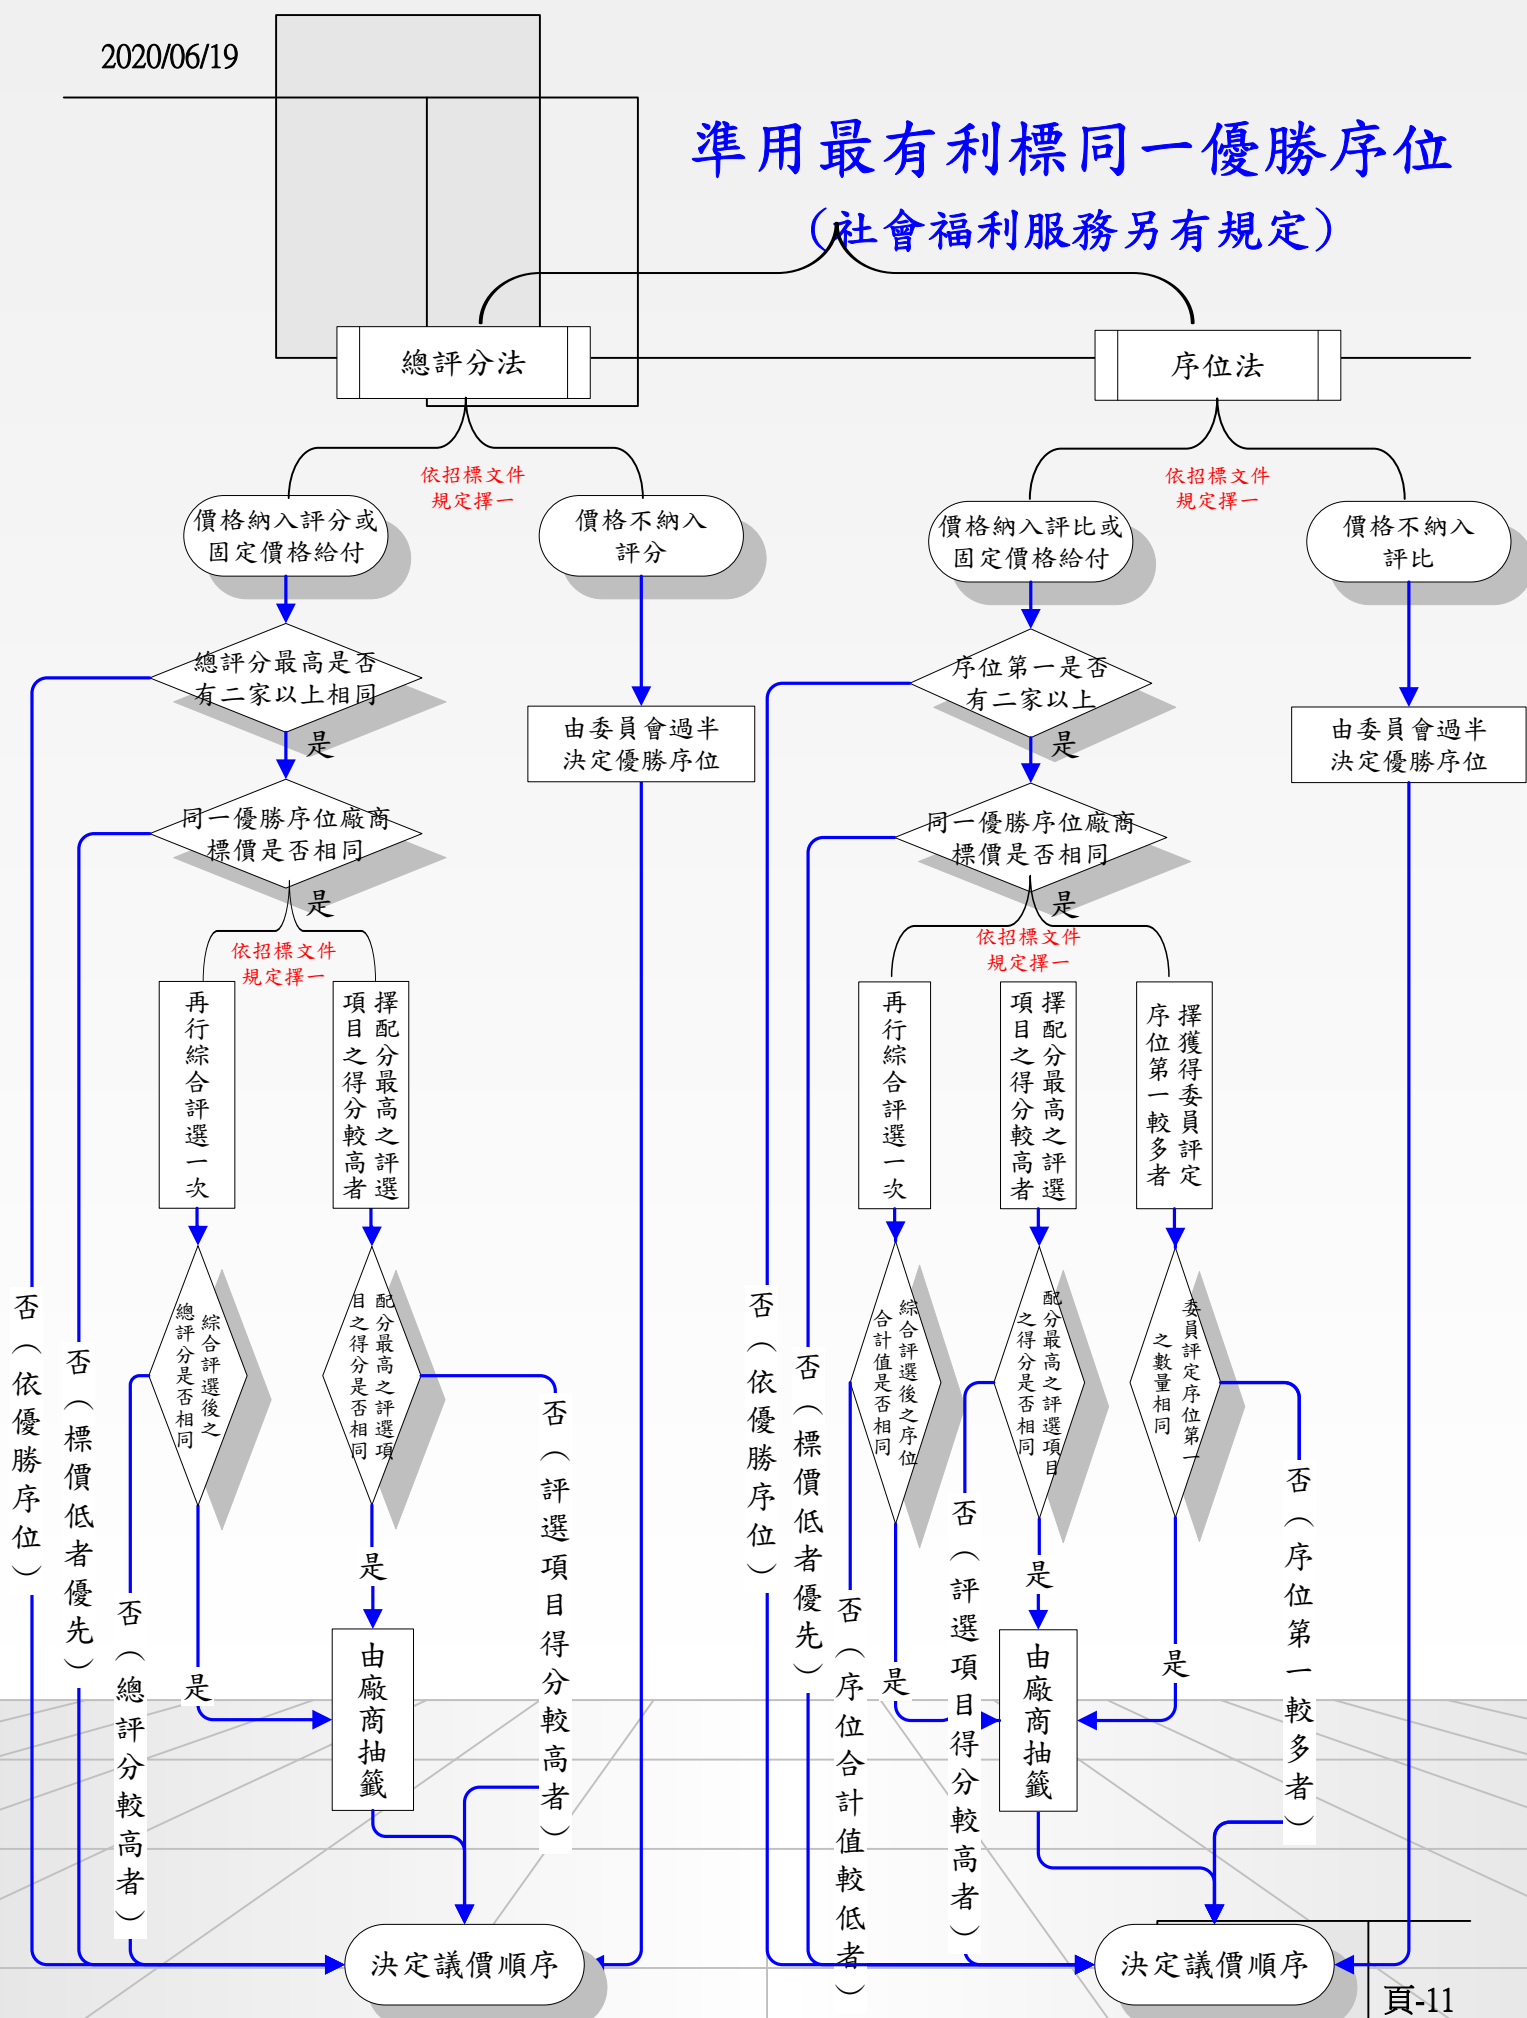 2020/06/19
準用最有利標同一優勝序位
(社會福利服務另有規定)
總評分法
序位法
依招標文件
規定擇一
依招標文件
規定擇一
價格納入評分或
固定價格給付
價格不納入
評分
價格納入評比或
固定價格給付
價格不納入
評比
總評分最高是否
有二家以上相同
是
由委員會過半
決定優勝序位
序位第一是否
有二家以上
是
由委員會過半
決定優勝序位
同一優勝序位廠商
標價是否相同
是
同一優勝序位廠商
標價是否相同
是
依招標文件
規定擇一
依招標文件
規定擇一
再行綜合評選一次
擇配分最高之評選
項目之得分較高者
再行綜合評選一次
擇配分最高之評選
項目之得分較高者
擇獲得委員評定
序位第一較多者
綜合評選後之
總評分是否相同
配分最高之評選項
目之得分是否相同
綜合評選後之序位
合計值是否相同
配分最高之評選項目
之得分是否相同
委員評定序位第一
之數量相同
否(依優勝序位)
否(標價低者優先)
否(總評分較高者)
是
是
否(評選項目得分較高者)
否(依優勝序位)
否(標價低者優先)
否(序位合計值較低者)
是
否(評選項目得分較高者)
是
是
否(序位第一較多者)
由廠商抽籤
由廠商抽籤
決定議價順序
決定議價順序
頁-11